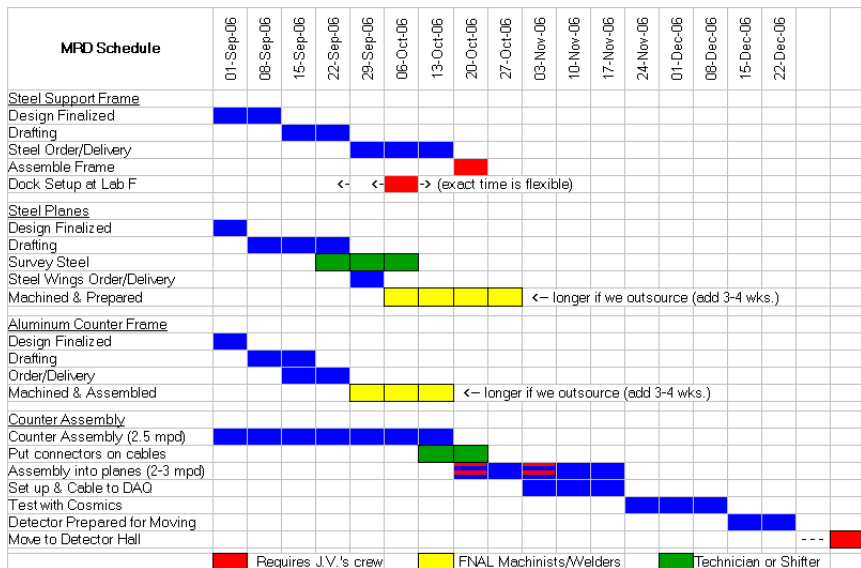 MRD Schedule 01-Sep-06 08-Sep-06 15-Sep-06 22-Sep-06 29-Sep-06 06-Oct-06 13-Oct-06 20-Oct-06 27-Oct-06 03-Nov-06 10-Nov-06 17-Nov-06 24-Nov-06 01-Dec-06 08-Dec-06 15-Dec-06 22-Dec-06
Steel Support Frame
Design Finalized
Drafting
Steel Order/Delivery
Assemble Frame
Dock Setup at Lab F <- <- -> (exact time is flexible)
Steel Planes
Design Finalized
Drafting
Survey Steel
Steel Wings Order/Delivery
Machined & Prepared <-- longer if we outsource (add 3-4 wks.)
Aluminum Counter Frame
Design Finalized
Drafting
Order/Delivery
Machined & Assembled <-- longer if we outsource (add 3-4 wks.)
Counter Assembly
Counter Assembly (2.5 mpd)
Put connectors on cables
Assembly into planes (2-3 mpd)
Set up & Cable to DAQ
Test with Cosmics
Detector Prepared for Moving
Move to Detector Hall ---
Requires J.V.'s crew FNAL Machinists/Welders Technician or Shifter